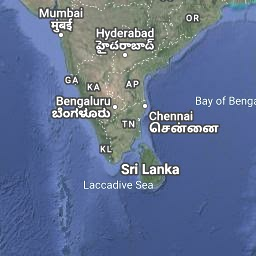 Mumbai
मुंबई
OR
Hyderabad
హైదరాబాద్
GA
KA
AP
Bengaluru
ಬೆಂಗಳೂರು
Chennai
சென்னை
Bay of Benga
TN
KL
Sri Lanka
Laccadive Sea